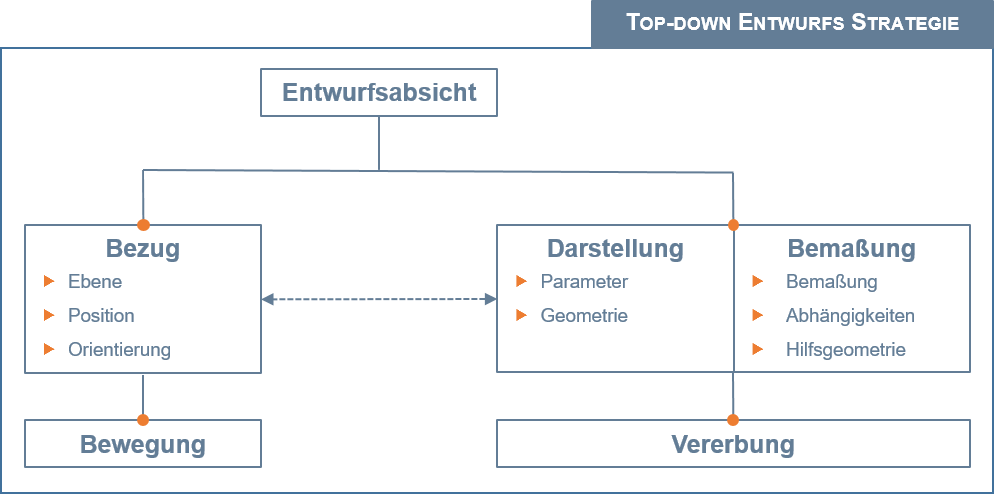 TOP-DOWN ENTWURFS STRATEGIE
Entwurfsabsicht
Bezug
Ebene
Position
Orientierung
Darstellung
Parameter
Geometrie
Bemaßung
Bemaßung
Abhängigkeiten
Hilfsgeometrie
Bewegung
Vererbung